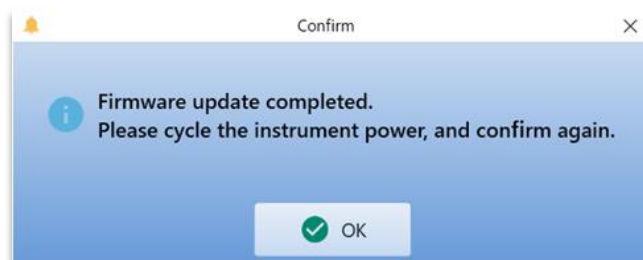 Confirm
Firmware update completed.
Please cycle the instrument power, and confirm again.
OK